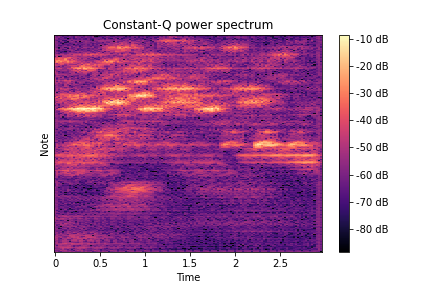 Constant-Q power spectrum
Note
-10 dB
-20 dB
-30 dB
-40 dB
-50 dB
-60 dB
-70 dB
-80 dB
0
0.5
1
1.5
2
2.5
Time